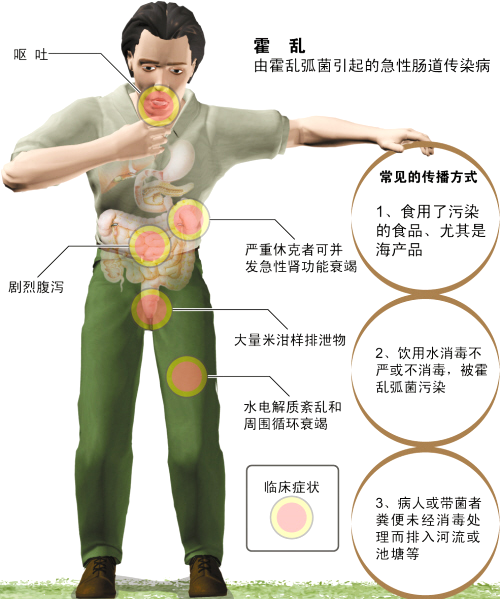 霍 乱
由霍乱弧菌引起的急性肠道传染病
呕 吐
常见的传播方式
1、食用了污染
的食品、尤其是
海产品
严重休克者可并
发急性肾功能衰竭
剧烈腹泻
大量米泔样排泄物
2、饮用水消毒不
严或不消毒，被霍
乱弧菌污染
水电解质紊乱和
周围循环衰竭
临床症状
3、病人或带菌者
粪便未经消毒处
理而排入河流或
池塘等